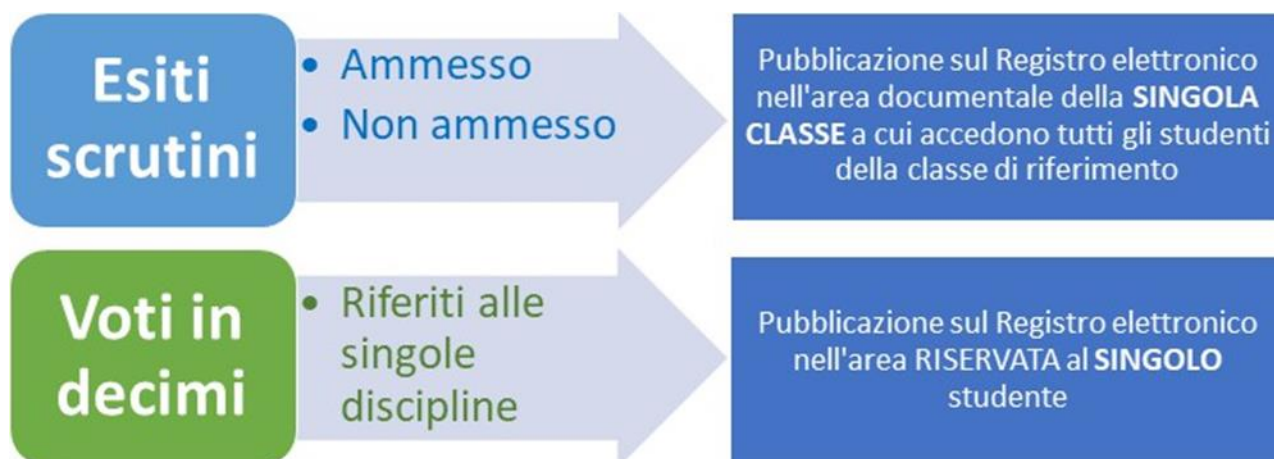 Esiti
scrutini
• Ammesso
• Non ammesso
Pubblicazione sul Registro elettronico
nell'area documentale della SINGOLA
CLASSE a cui accedono tutti gli studenti
della classe di riferimento
Voti in
decimi
• Riferiti alle
singole
discipline
Pubblicazione sul Registro elettronico
nell'area RISERVATA al SINGOLO
studente